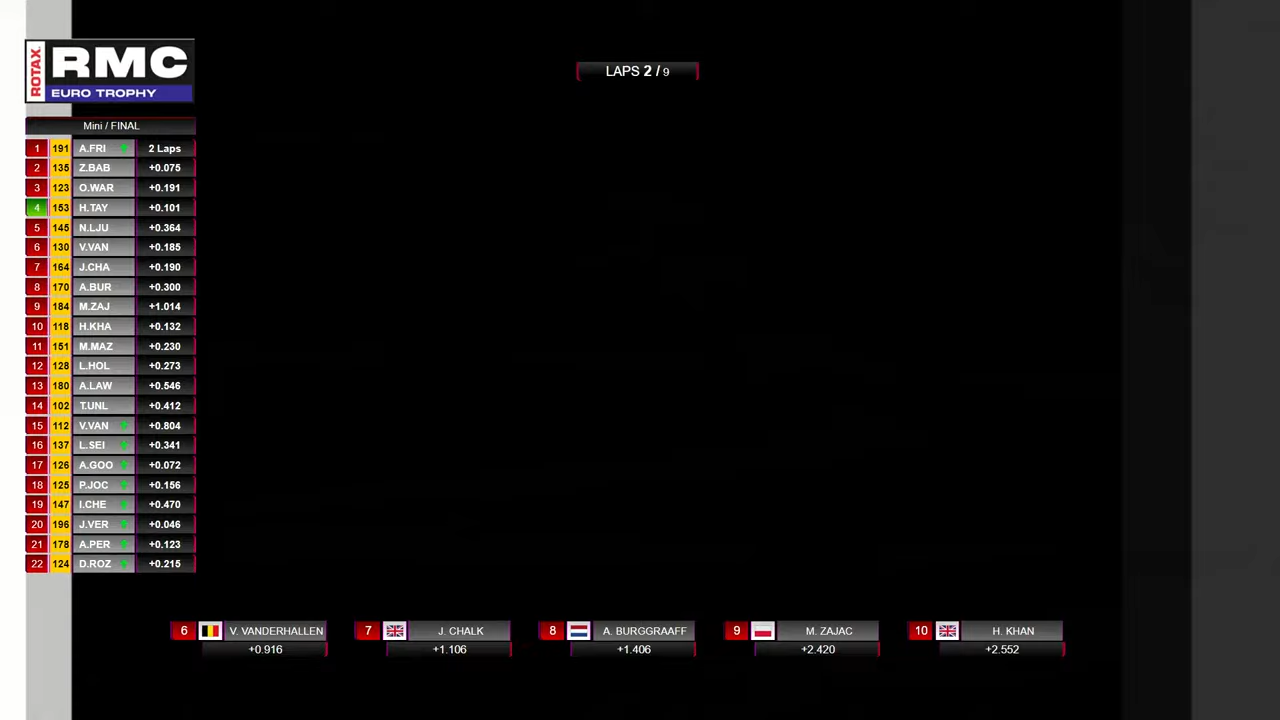 ROTAX
RMC
EURO TROPHY
LAPS 2 / 9
Mini / FINAL
1 191 A.FRI 2 Laps
2 135 Z.BAB +0.075
3 123 O.WAR +0.191
4 153 H.TAY +0.101
5 145 N.LJU +0.364
6 130 V.VAN +0.185
7 164 J.CHA +0.190
8 170 A.BUR +0.300
9 184 M.ZAJ +1.014
10 118 H.KHA +0.132
11 151 M.MAZ +0.230
12 128 L.HOL +0.273
13 180 A.LAW +0.546
14 102 T.UNL +0.412
15 112 V.VAN +0.804
16 137 L.SEI +0.341
17 126 A.GOO +0.072
18 125 P.JOC +0.156
19 147 I.CHE +0.470
20 196 J.VER +0.046
21 178 A.PER +0.123
22 124 D.ROZ +0.215
6 V. VANDERHALLEN 7 J. CHALK 8 A. BURGGRAAFF 9 M. ZAJAC 10 H. KHAN
+0.916 +1.106 +1.406 +2.420 +2.552